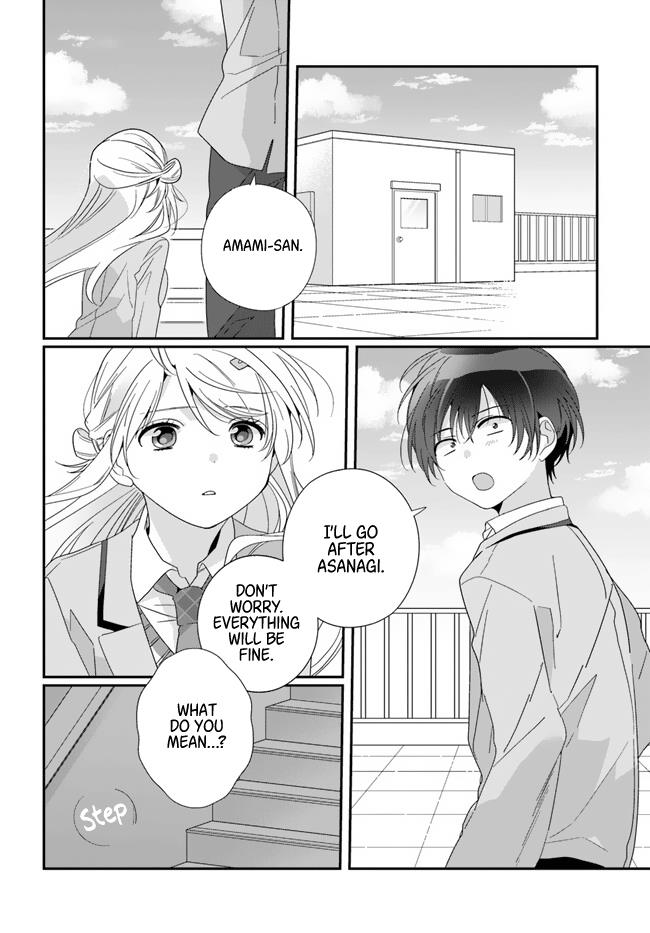 AMAMI-SAN.
I'LL GO
AFTER
ASANAGI.
DON'T
WORRY.
EVERYTHING
WILL BE
FINE.
WHAT
DO YOU
MEAN...?
Step